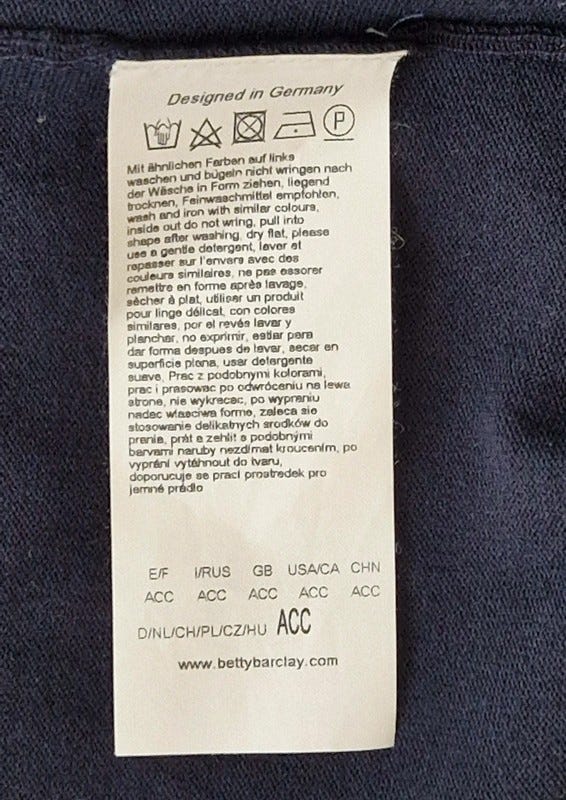 Designed in Germany
P
Mit ähnlichen Farben auf links
waschen und bügeln nicht wringen nach
der Wäsche in Form ziehen, liegend
trocknen, Feinwaschmittel empfohlen,
wash and iron with similar colours,
inside out do not wring, pull into
shape after washing, dry flat, please
use a gentle detergent, laver et
repasser sur l'envers avec des
couleurs similaires, ne pas essorer
remettre en forme après lavage,
sècher à plat, utiliser un produit
pour linge délicat, con colores
similares, por el revés lavar y
planchar, no exprimir, estiar para
dar forma despues de lavar, secar en
superficie plana, usar detergente
suave, Prac z podobnymi kolorami,
prac i prasowac po odwróceniu na lewa
strone, nie wykrecac, po wypraniu
nadac wlasciwa forme, zaleca sie
stosowanie delikatnych srodków do
prania, prát a zehlit s podobnými
barvami naruby nezdímat kroucením, po
vyprání vytáhnout do tvaru,
doporucuje se prací prostredek pro
jemné prádlo
E/F I/RUS GB USA/CA CHN
ACC ACC ACC ACC ACC
D/NL/CH/PL/CZ/HU ACC
www.bettybarclay.com